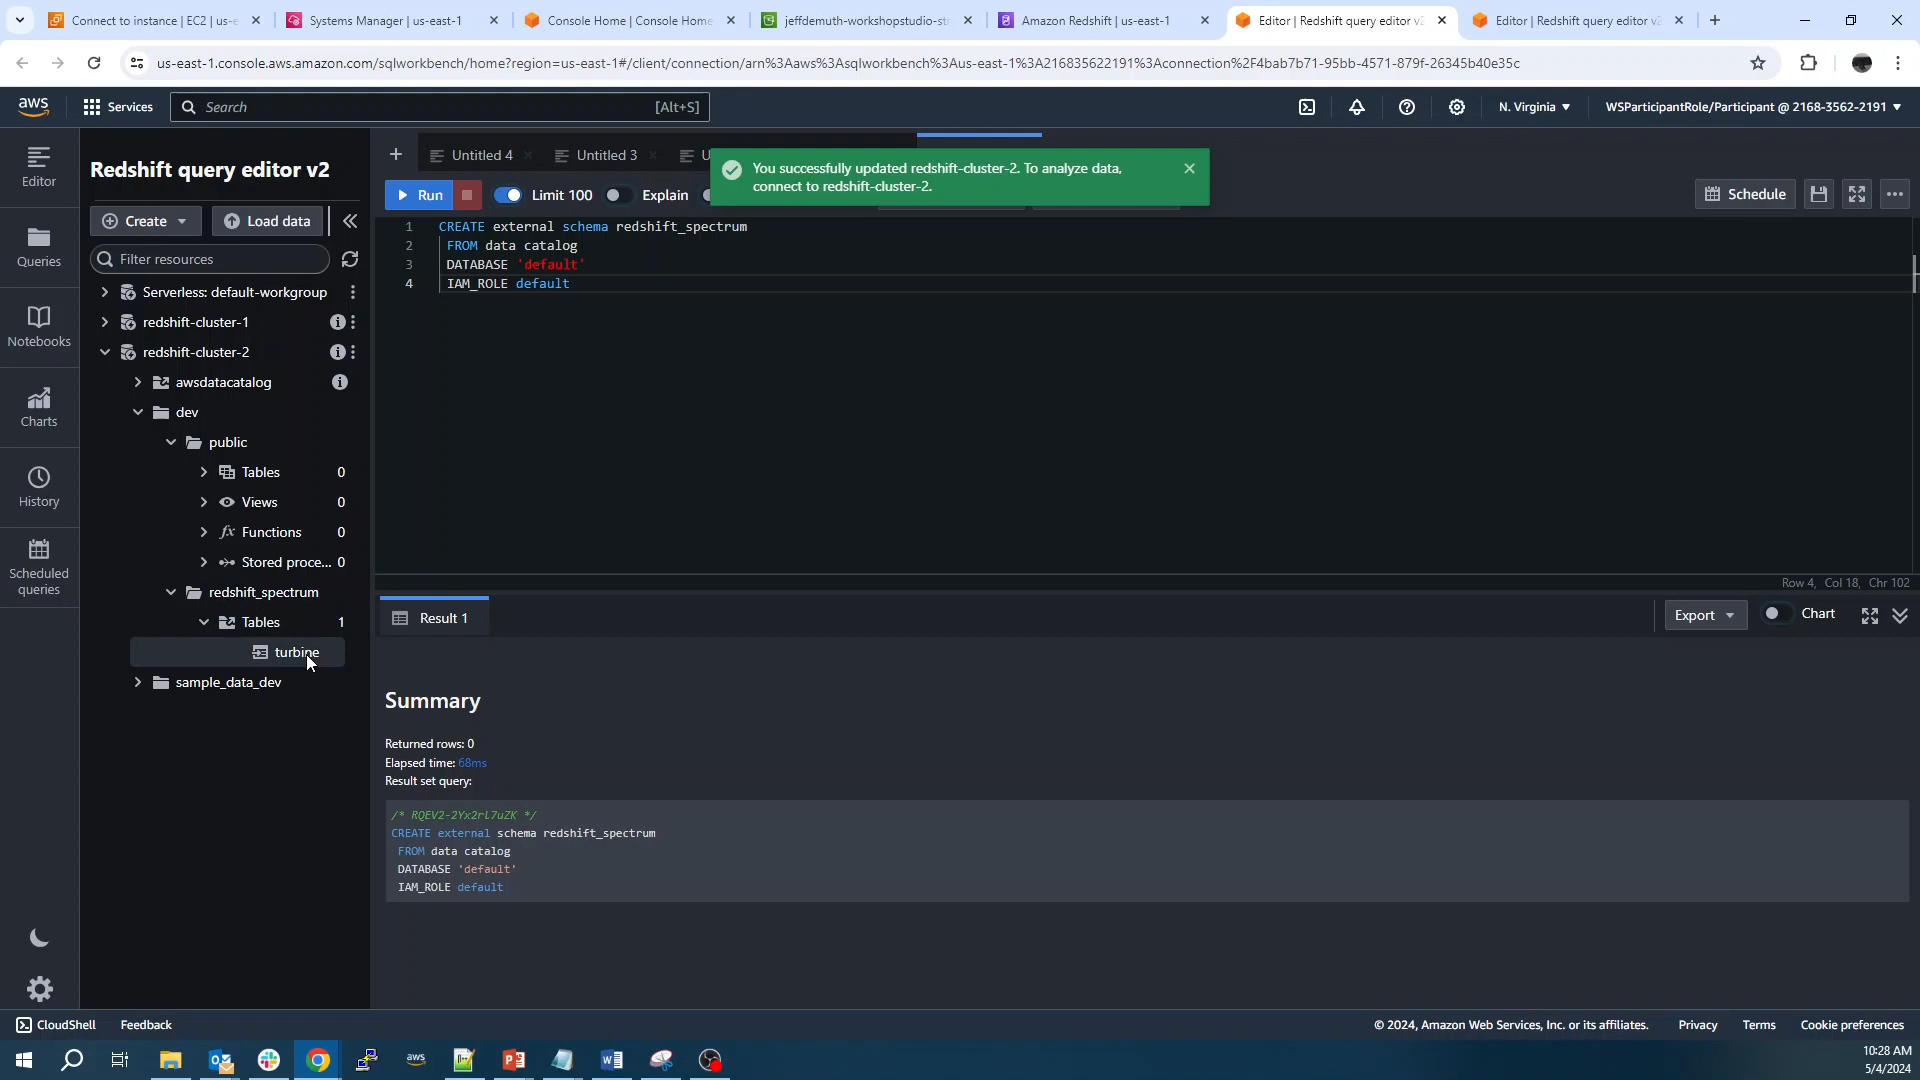 Connect to instance | EC2 | us-e
Systems Manager | us-east-1
Console Home | Console Home
jeffdemuth-workshopstudio-str
Amazon Redshift | us-east-1
Editor | Redshift query editor v2
Editor | Redshift query editor v2
us-east-1.console.aws.amazon.com/sqlworkbench/home?region=us-east-1#/client/connection/arn%3Aaws%3Asqlworkbench%3Aus-east-1%3A216835622191%3Aconnection%2F4bab7b71-95bb-4571-879f-26345b40e35c
aws
Services
Search
[Alt+S]
N. Virginia
WSParticipantRole/Participant @ 2168-3562-2191
Editor
Queries
Notebooks
Charts
History
Scheduled
queries
Redshift query editor v2
Create
Load data
Filter resources
Serverless: default-workgroup
redshift-cluster-1
redshift-cluster-2
awsdatacatalog
dev
public
Tables 0
Views 0
Functions 0
Stored proce... 0
redshift_spectrum
Tables 1
turbine
sample_data_dev
Untitled 4
Untitled 3
U
You successfully updated redshift-cluster-2. To analyze data,
connect to redshift-cluster-2.
Run
Limit 100
Explain
Schedule
1 CREATE external schema redshift_spectrum
2 FROM data catalog
3 DATABASE 'default'
4 IAM_ROLE default
Row 4, Col 18, Chr 102
Result 1
Export
Chart
Summary
Returned rows: 0
Elapsed time: 68ms
Result set query:
/* RQEV2-2Yx2rl7uZK */
CREATE external schema redshift_spectrum
FROM data catalog
DATABASE 'default'
IAM_ROLE default
CloudShell
Feedback
© 2024, Amazon Web Services, Inc. or its affiliates.
Privacy
Terms
Cookie preferences
aws
10:28 AM
5/4/2024